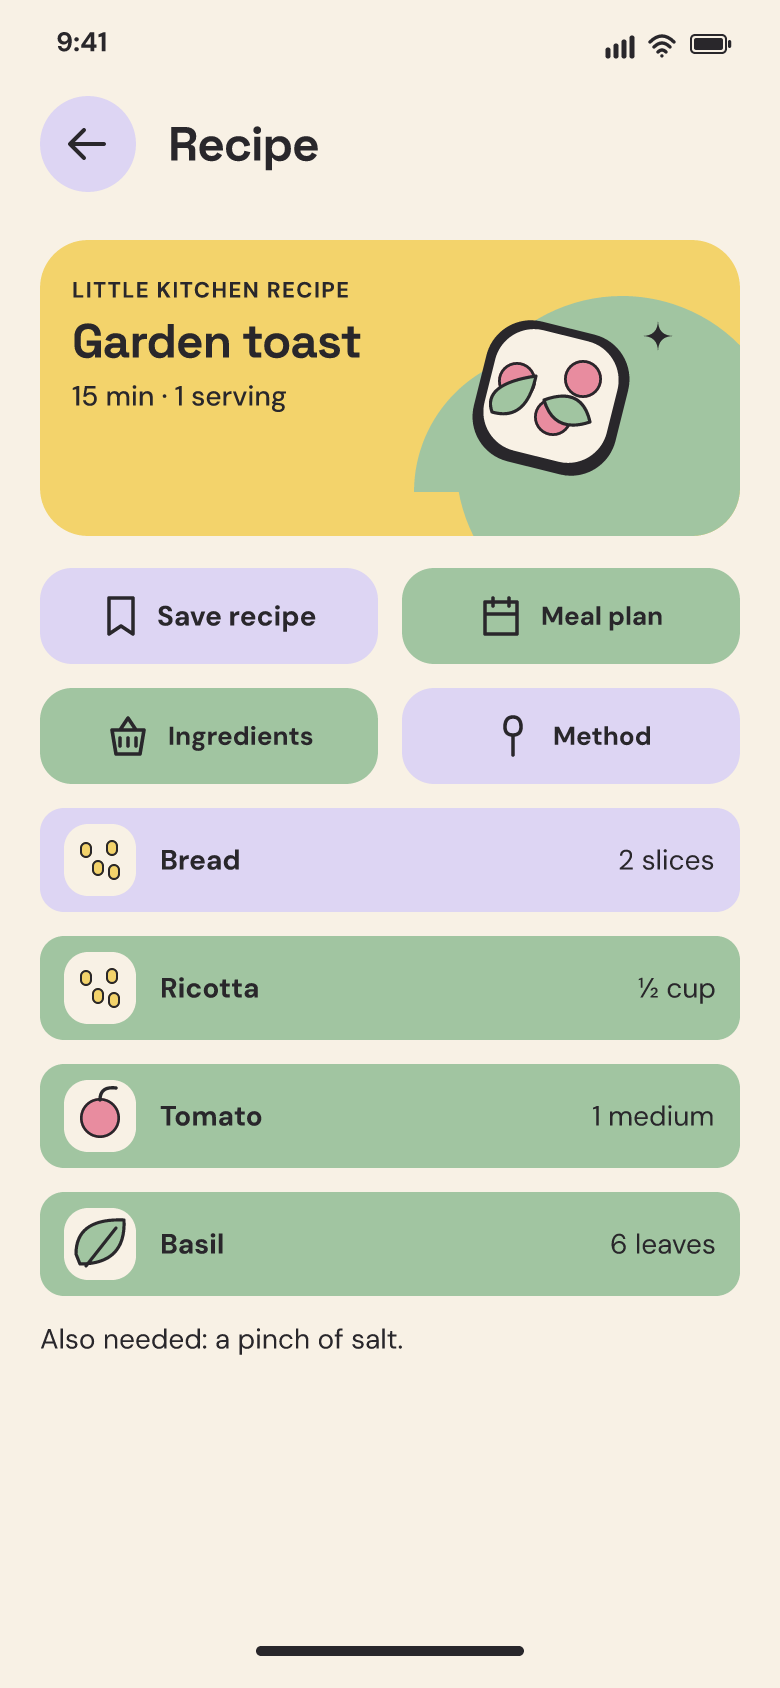 9:41
Recipe
LITTLE KITCHEN RECIPE
Garden toast
15 min · 1 serving
Save recipe
Meal plan
Ingredients
Method
Bread
2 slices
Ricotta
½ cup
Tomato
1 medium
Basil
6 leaves
Also needed: a pinch of salt.